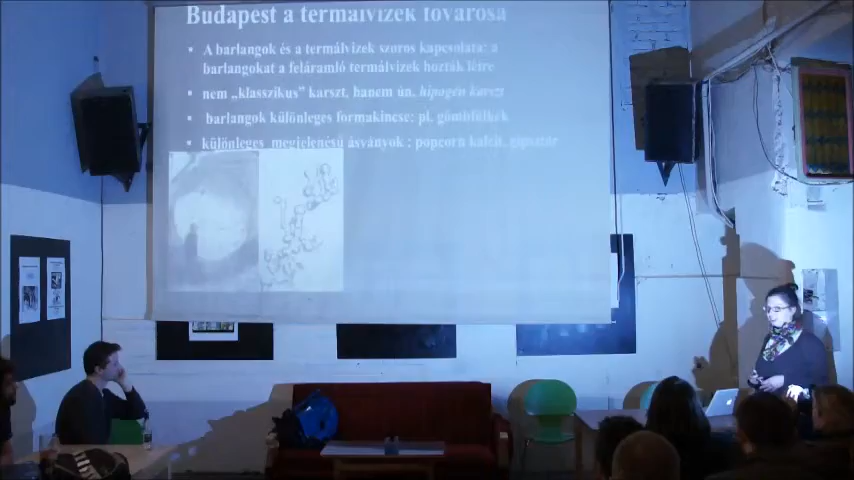 Budapest a termálvizek fővárosa
• A barlangok és a termálvizek szoros kapcsolata: a
barlangokat a feláramló termálvizek hozták létre
• nem „klasszikus” karszt, hanem ún. hipogén karszt
• barlangok különleges formakincse: pl. gömbfülkék
• különleges megjelenésű ásványok : popcorn kalcit, gipsztűr